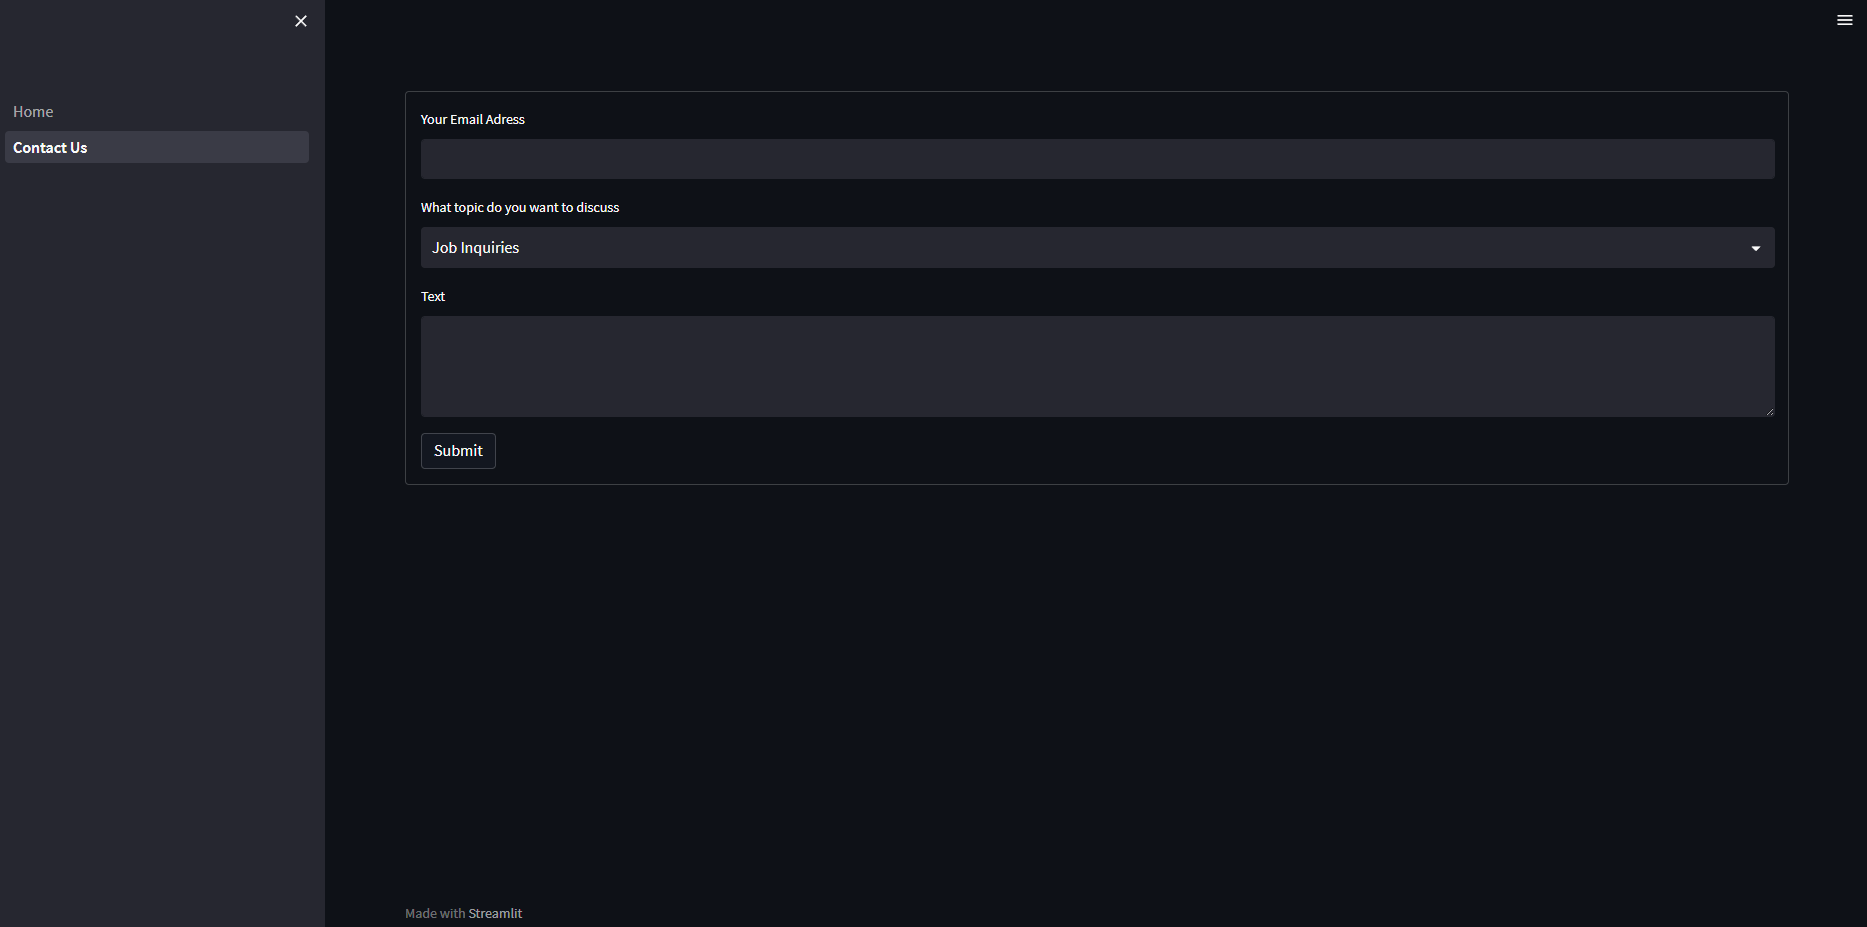 Home
Contact Us
Your Email Adress
What topic do you want to discuss
Job Inquiries
Text
Submit
Made with Streamlit